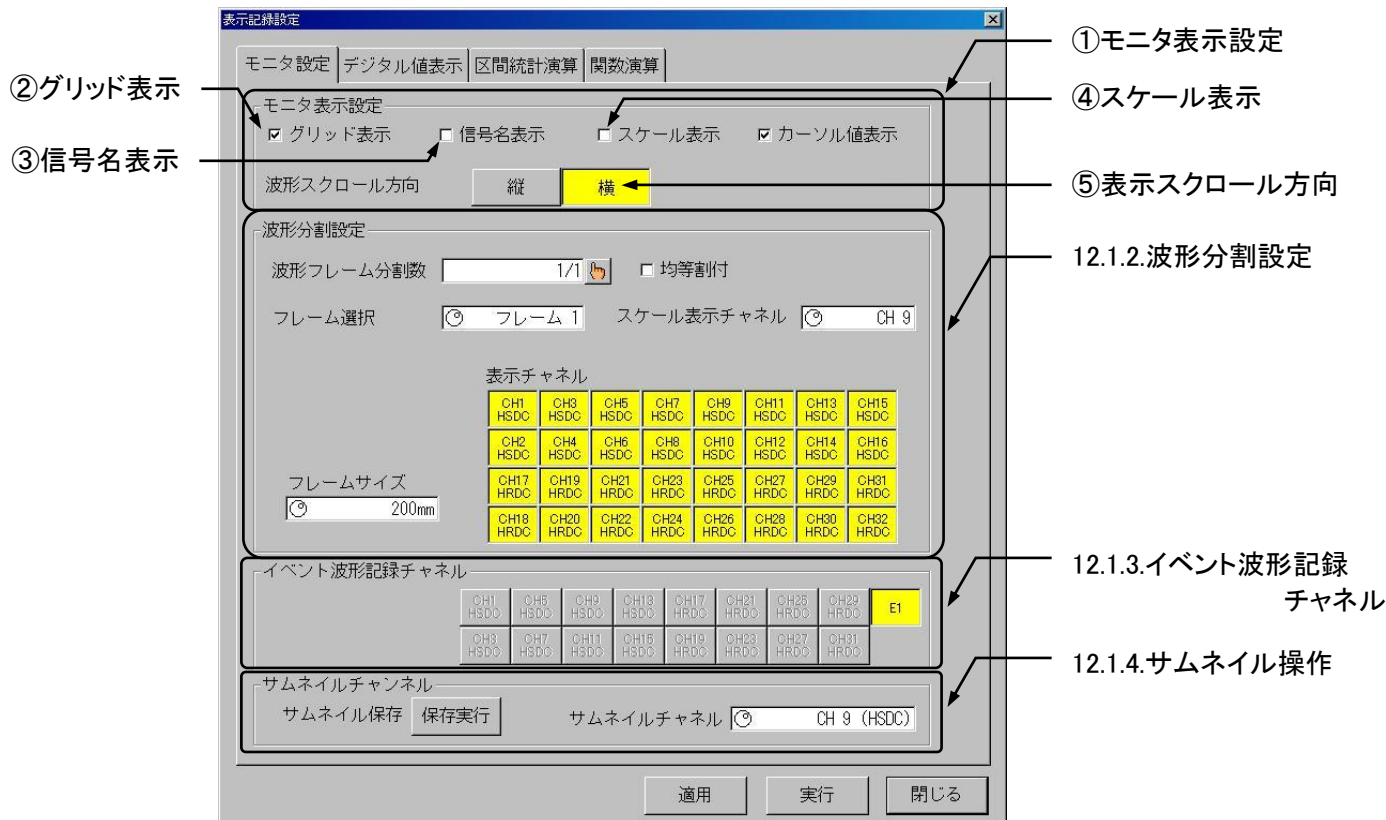 表示記録設定
①モニタ表示設定
モニタ設定 デジタル値表示 区間統計演算 関数演算
②グリッド表示
④スケール表示
モニタ表示設定
グリッド表示 信号名表示 スケール表示 カーソル値表示
③信号名表示
波形スクロール方向 縦 横
⑤表示スクロール方向
波形分割設定
12.1.2.波形分割設定
波形フレーム分割数 1/1 均等割付
フレーム選択 フレーム 1 スケール表示チャネル CH 9
表示チャネル
CH1 CH3 CH5 CH7 CH9 CH11 CH13 CH15
HSDC HSDC HSDC HSDC HSDC HSDC HSDC HSDC
CH2 CH4 CH6 CH8 CH10 CH12 CH14 CH16
HSDC HSDC HSDC HSDC HSDC HSDC HSDC HSDC
フレームサイズ
CH17 CH19 CH21 CH23 CH25 CH27 CH29 CH31
HRDC HRDC HRDC HRDC HRDC HRDC HRDC HRDC
200mm
CH18 CH20 CH22 CH24 CH26 CH28 CH30 CH32
HRDC HRDC HRDC HRDC HRDC HRDC HRDC HRDC
イベント波形記録チャネル
12.1.3.イベント波形記録
チャネル
CH1 CH5 CH9 CH13 CH17 CH21 CH25 CH29 E1
HSDC HSDC HSDC HSDC HRDC HRDC HRDC HRDC
CH3 CH7 CH11 CH15 CH19 CH23 CH27 CH31
HSDC HSDC HSDC HSDC HRDC HRDC HRDC HRDC
12.1.4.サムネイル操作
サムネイルチャンネル
サムネイル保存 保存実行 サムネイルチャネル CH 9 (HSDC)
適用 実行 閉じる